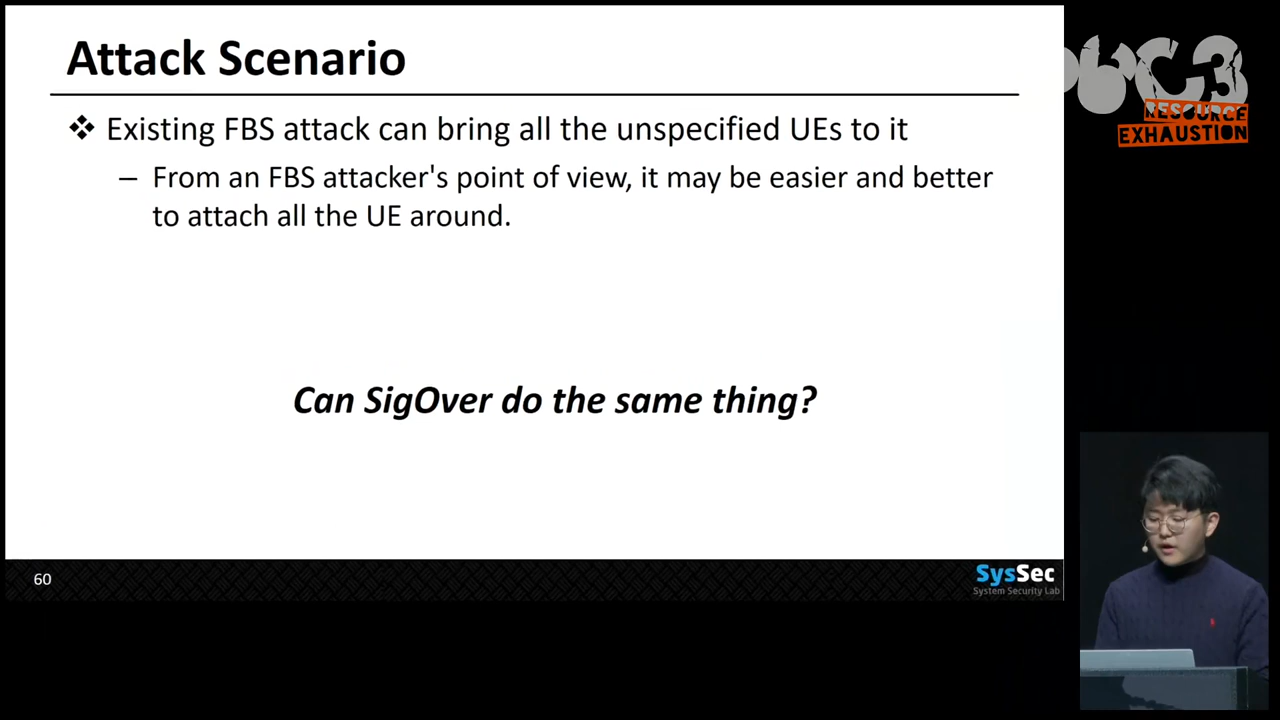 Attack Scenario
❖ Existing FBS attack can bring all the unspecified UEs to it
– From an FBS attacker's point of view, it may be easier and better
to attach all the UE around.
Can SigOver do the same thing?
60
SysSec
System Security Lab
36C3
RESOURCE
EXHAUSTION